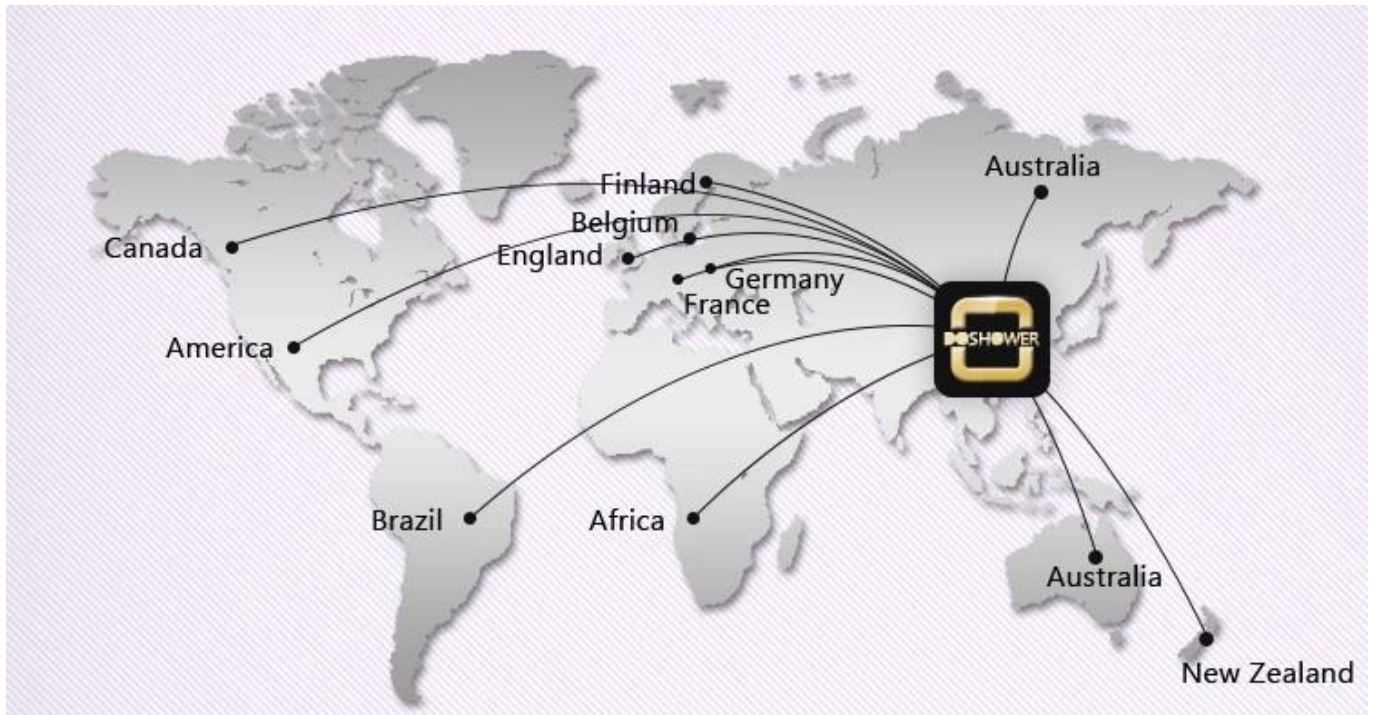 Australia
Finland
Belgium
Canada
England
Germany
France
DOSHOWER
America
Brazil
Africa
Australia
New Zealand